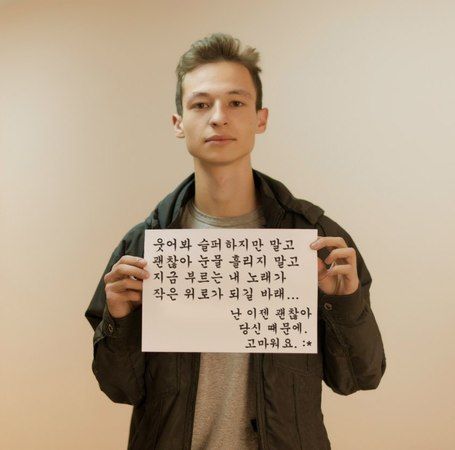 웃어봐 슬퍼하지만 말고
괜찮아 눈물 흘리지 말고
지금 부르는 내 노래가
작은 위로가 되길 바래...
난 이젠 괜찮아
당신 때문에.
고마워요. :*